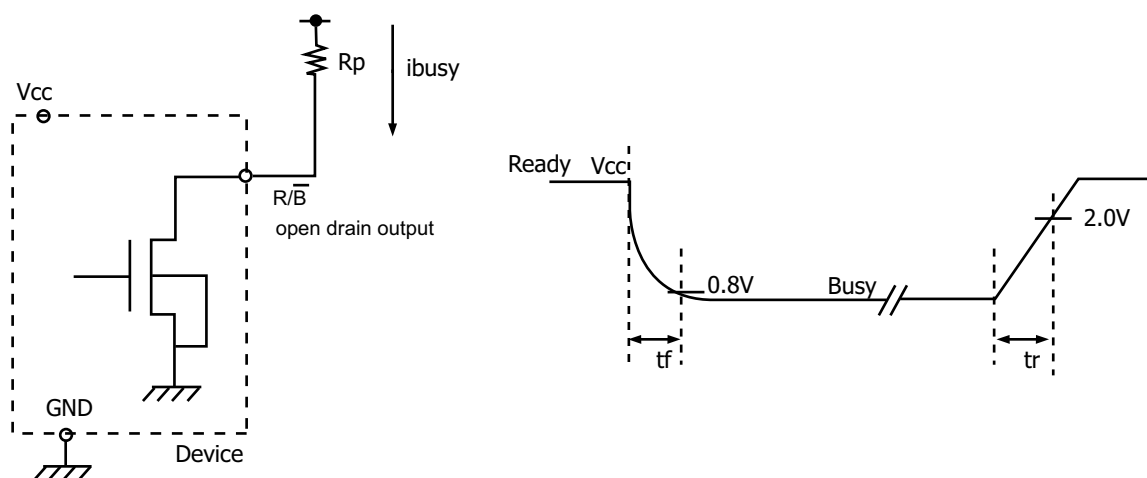 Rp
ibusy
Vcc
R/B̅
open drain output
GND
Device
Ready Vcc
2.0V
0.8V
Busy
tf
tr